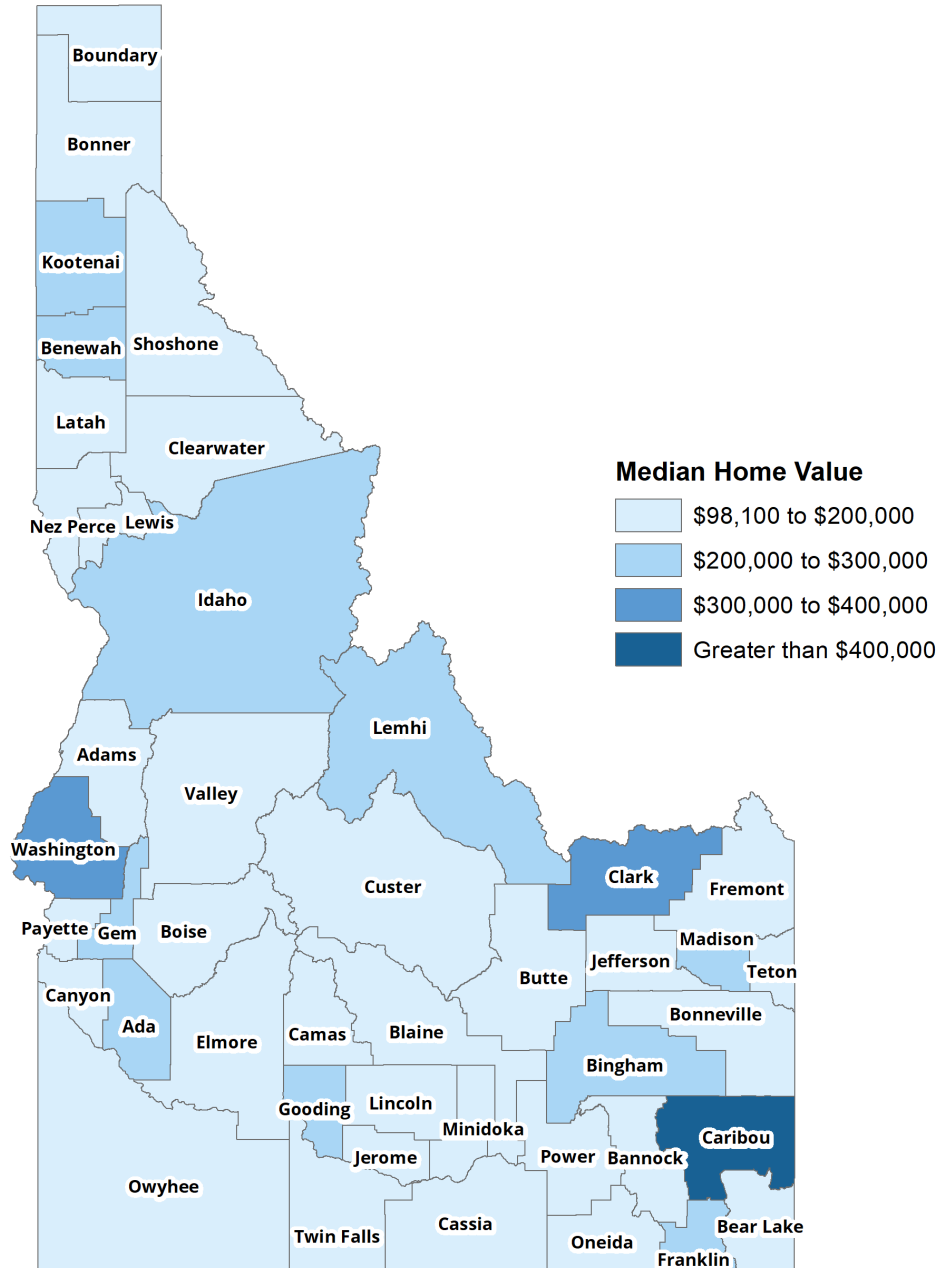 Boundary
Bonner
Kootenai
Benewah
Shoshone
Latah
Clearwater
Median Home Value
$98,100 to $200,000
$200,000 to $300,000
$300,000 to $400,000
Greater than $400,000
Nez Perce
Lewis
Idaho
Lemhi
Adams
Valley
Washington
Custer
Clark
Fremont
Payette
Gem
Boise
Madison
Jefferson
Teton
Butte
Canyon
Ada
Elmore
Camas
Blaine
Bonneville
Bingham
Gooding
Lincoln
Minidoka
Jerome
Power
Bannock
Caribou
Owyhee
Twin Falls
Cassia
Oneida
Bear Lake
Franklin